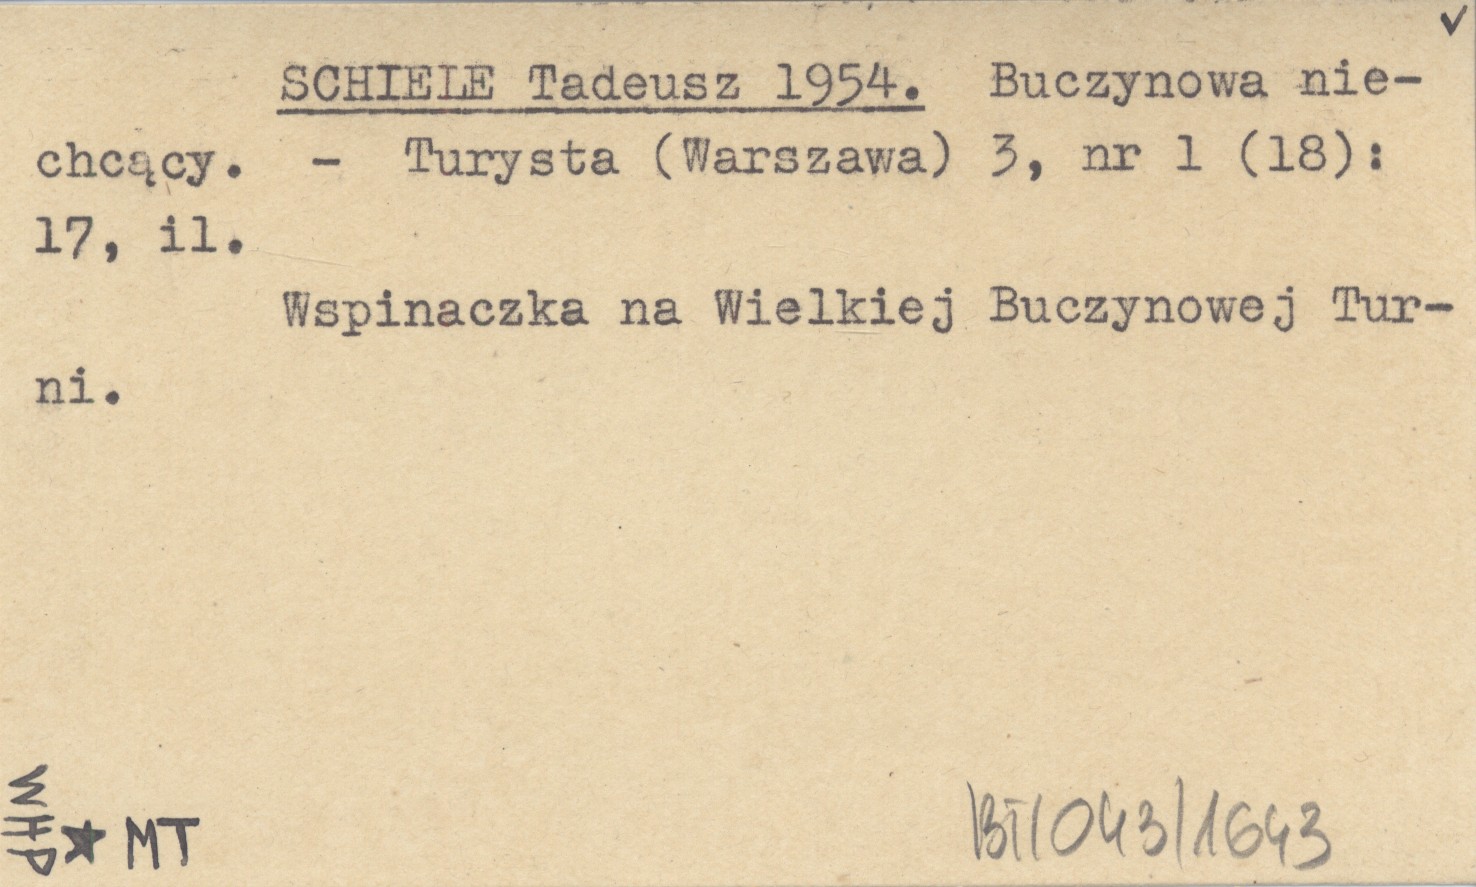 SCHIELE Tadeusz 1954. Buczynowa nie-
chcący. - Turysta (Warszawa) 3, nr 1 (18):
17, il.
Wspinaczka na Wielkiej Buczynowej Tur-
ni.
WHP ★ MT
BT/043/1643